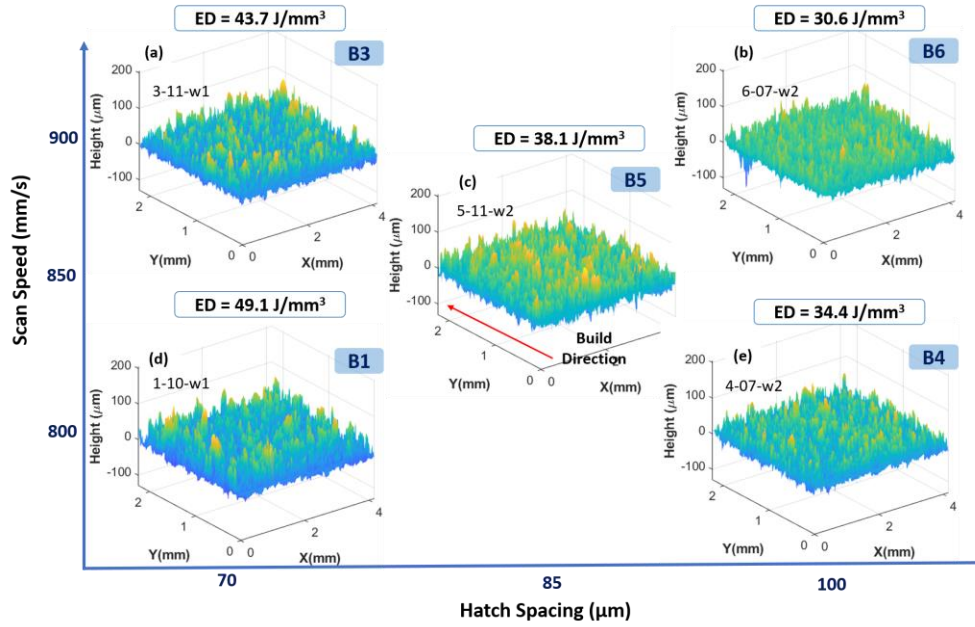 ED = 43.7 J/mm³
(a)
B3
3-11-w1
200
100
0
-100
Height (μm)
2
1
0
Y(mm)
0
2
4
X(mm)
ED = 30.6 J/mm³
(b)
B6
6-07-w2
200
100
0
-100
Height (μm)
2
1
0
Y(mm)
0
2
4
X(mm)
ED = 38.1 J/mm³
(c)
B5
5-11-w2
200
100
0
-100
Height (μm)
2
1
0
Y(mm)
0
2
X(mm)
Build
Direction
ED = 49.1 J/mm³
(d)
B1
1-10-w1
200
100
0
-100
Height (μm)
2
1
0
Y(mm)
0
2
4
X(mm)
ED = 34.4 J/mm³
(e)
B4
4-07-w2
200
100
0
-100
Height (μm)
2
1
0
Y(mm)
0
2
4
X(mm)
Scan Speed (mm/s)
900
850
800
70
85
100
Hatch Spacing (μm)